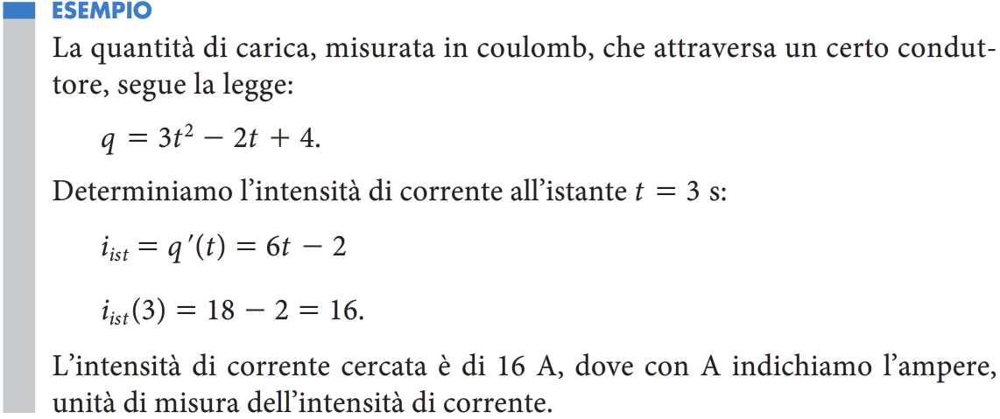 ESEMPIO
La quantità di carica, misurata in coulomb, che attraversa un certo condut-
tore, segue la legge:
q = 3t² − 2t + 4.
Determiniamo l’intensità di corrente all’istante t = 3 s:
i_ist = q′(t) = 6t − 2
i_ist(3) = 18 − 2 = 16.
L’intensità di corrente cercata è di 16 A, dove con A indichiamo l’ampere,
unità di misura dell’intensità di corrente.